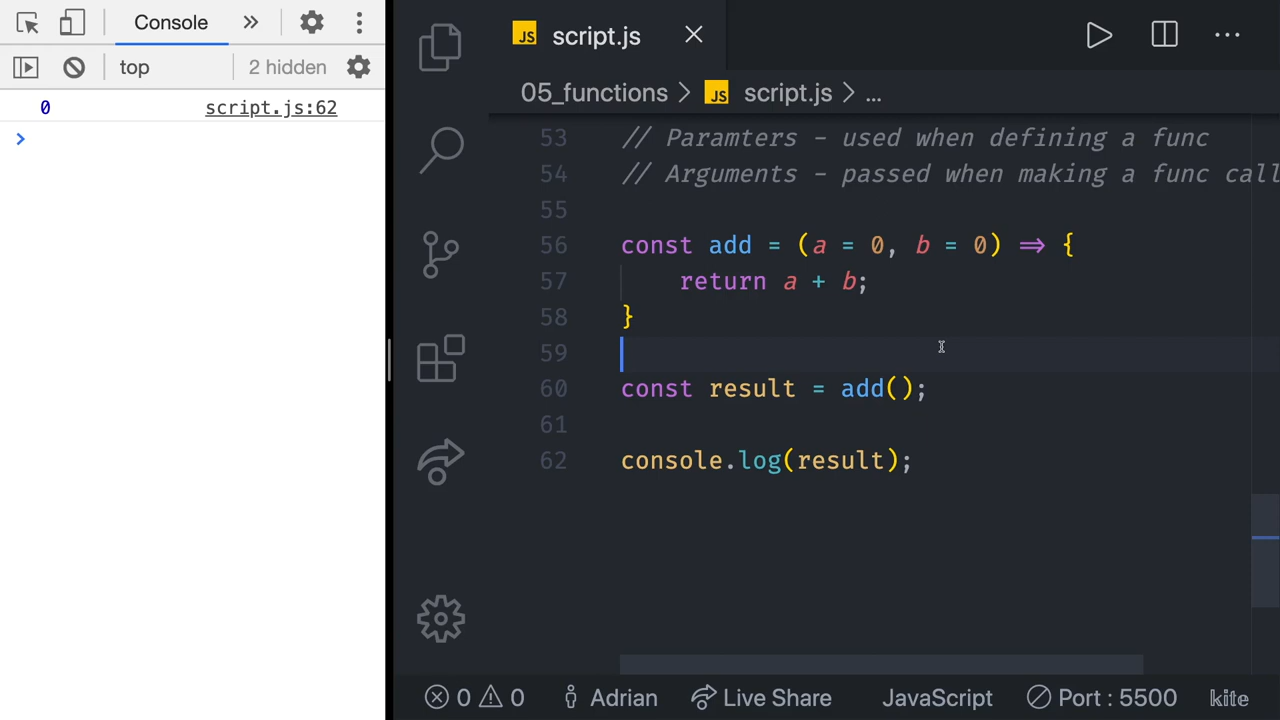 Console
top
2 hidden
0 script.js:62
>
JS script.js
05_functions > JS script.js > ...
53 // Paramters - used when defining a func
54 // Arguments - passed when making a func call
55
56 const add = (a = 0, b = 0) => {
57 return a + b;
58 }
59
60 const result = add();
61
62 console.log(result);
0 0 Adrian Live Share JavaScript Port : 5500 kite